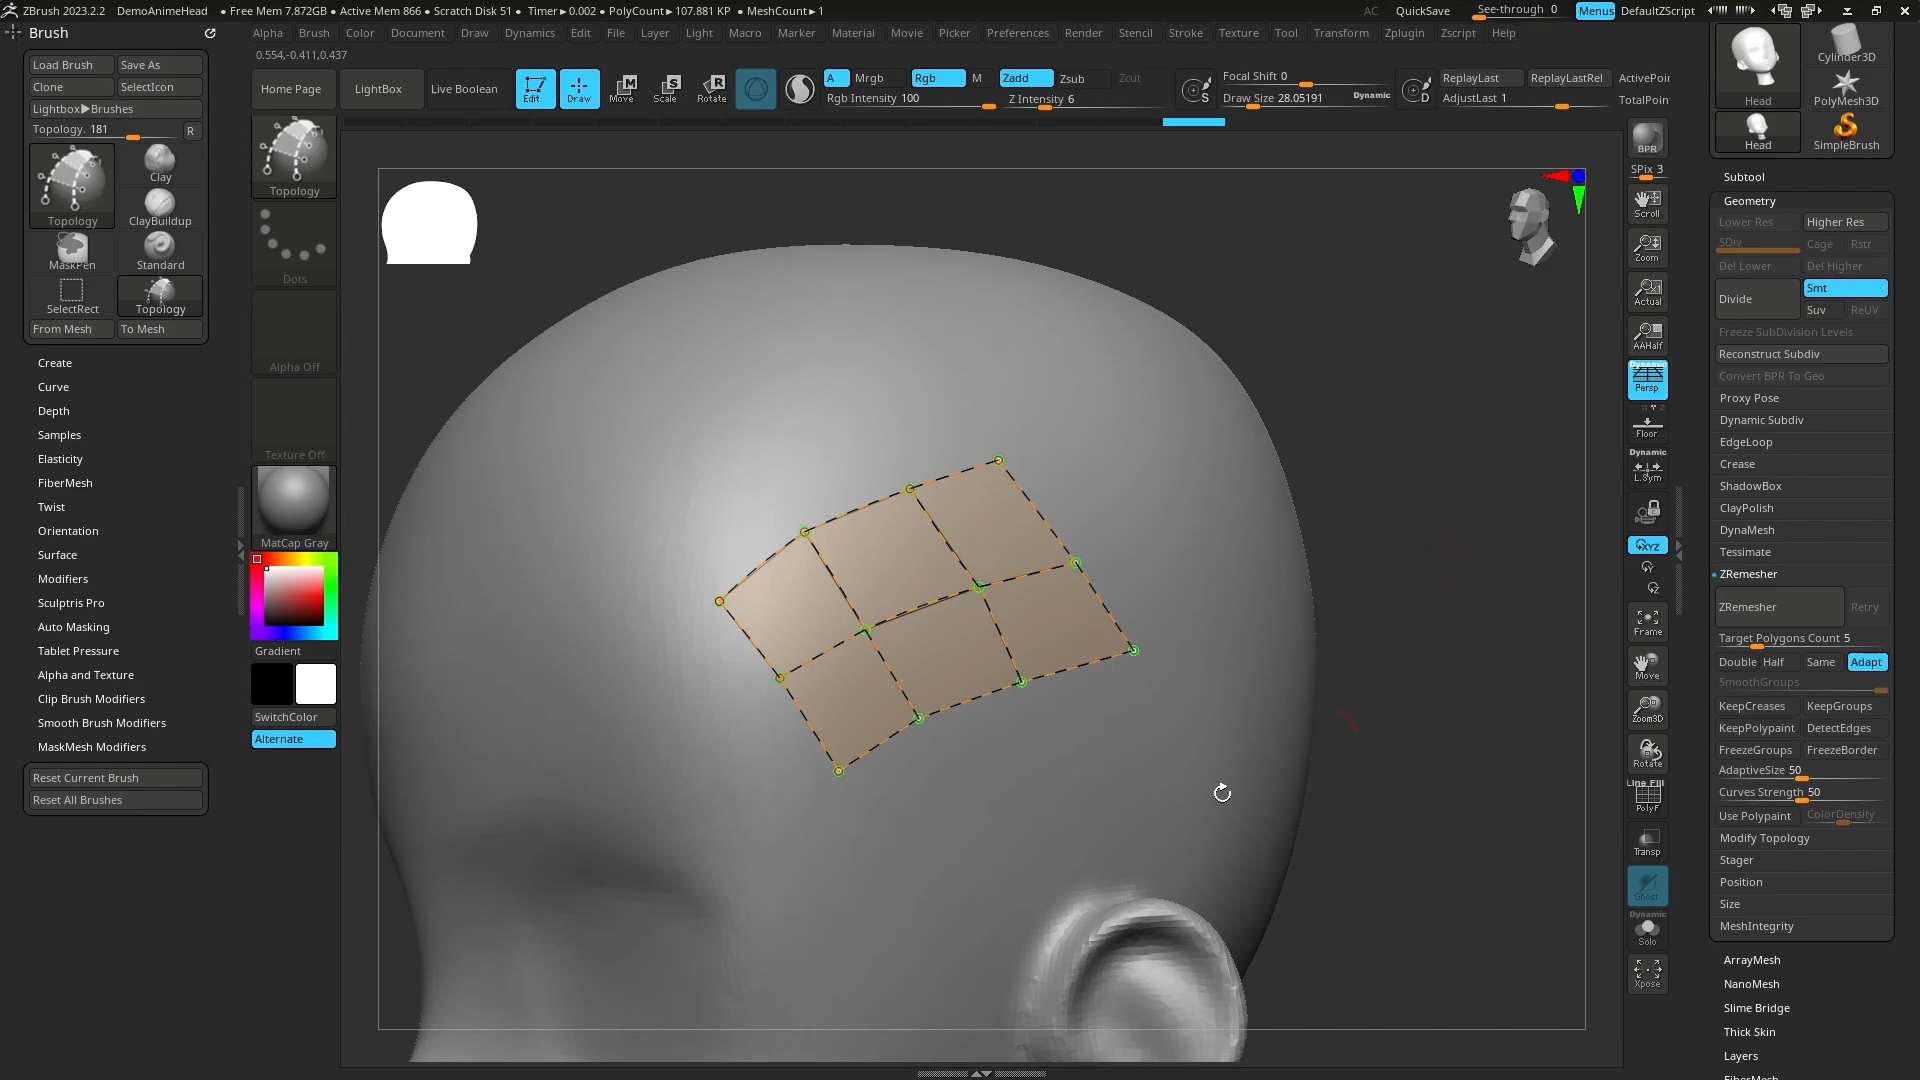 ZBrush 2023.2.2 DemoAnimeHead • Free Mem 7.872GB • Active Mem 866 • Scratch Disk 51 • Timer▶0.002 • PolyCount▶107.881 KP • MeshCount▶1
AC QuickSave See-through 0 Menus DefaultZScript
Brush
Alpha Brush Color Document Draw Dynamics Edit File Layer Light Macro Marker Material Movie Picker Preferences Render Stencil Stroke Texture Tool Transform Zplugin Zscript Help
0.554,-0.411,0.437
Load Brush Save As
Clone SelectIcon
Lightbox▶Brushes
Topology. 181 R
Topology
Clay
ClayBuildup
MaskPen Standard
SelectRect Topology
From Mesh To Mesh
Create
Curve
Depth
Samples
Elasticity
FiberMesh
Twist
Orientation
Surface
Modifiers
Sculptris Pro
Auto Masking
Tablet Pressure
Alpha and Texture
Clip Brush Modifiers
Smooth Brush Modifiers
MaskMesh Modifiers
Reset Current Brush
Reset All Brushes
Home Page LightBox Live Boolean
Edit Draw Move Scale Rotate
A Mrgb Rgb M Zadd Zsub Zcut
Rgb Intensity 100 Z Intensity 6
S
Focal Shift 0
Draw Size 28.05191 Dynamic
D
ReplayLast ReplayLastRel ActivePoin
AdjustLast 1 TotalPoin
Topology
Dots
Alpha Off
Texture Off
MatCap Gray
Gradient
SwitchColor
Alternate
BPR
SPix 3
Scroll
Zoom
Actual
AAHalf
Dynamic
Persp
Floor
Dynamic
L.Sym
XYZ
Y
Z
Frame
Move
Zoom3D
Rotate
Line Fill
PolyF
Transp
Ghost
Dynamic
Solo
Xpose
Head
Cylinder3D
PolyMesh3D
Head SimpleBrush
Subtool
Geometry
Lower Res Higher Res
SDiv Cage Rstr
Del Lower Del Higher
Divide Smt
Suv ReUV
Freeze SubDivision Levels
Reconstruct Subdiv
Convert BPR To Geo
Proxy Pose
Dynamic Subdiv
EdgeLoop
Crease
ShadowBox
ClayPolish
DynaMesh
Tessimate
ZRemesher
ZRemesher Retry
Target Polygons Count 5
Double Half Same Adapt
SmoothGroups
KeepCreases KeepGroups
KeepPolypaint DetectEdges
FreezeGroups FreezeBorder
AdaptiveSize 50
Curves Strength 50
Use Polypaint ColorDensity
Modify Topology
Stager
Position
Size
MeshIntegrity
ArrayMesh
NanoMesh
Slime Bridge
Thick Skin
Layers
FiberMesh